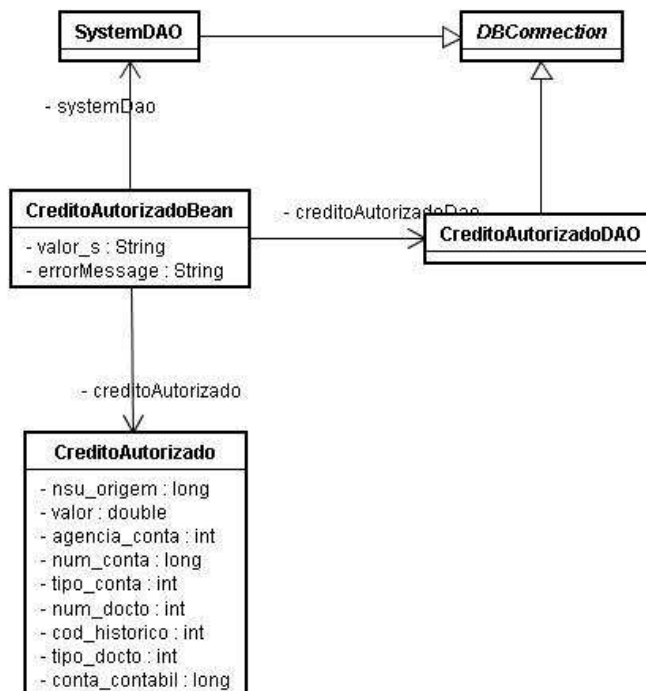 SystemDAO
DBConnection
- systemDao
CreditoAutorizadoBean
- valor_s : String
- errorMessage : String
- creditoAutorizadoDao
CreditoAutorizadoDAO
- creditoAutorizado
CreditoAutorizado
- nsu_origem : long
- valor : double
- agencia_conta : int
- num_conta : long
- tipo_conta : int
- num_docto : int
- cod_historico : int
- tipo_docto : int
- conta_contabil : long